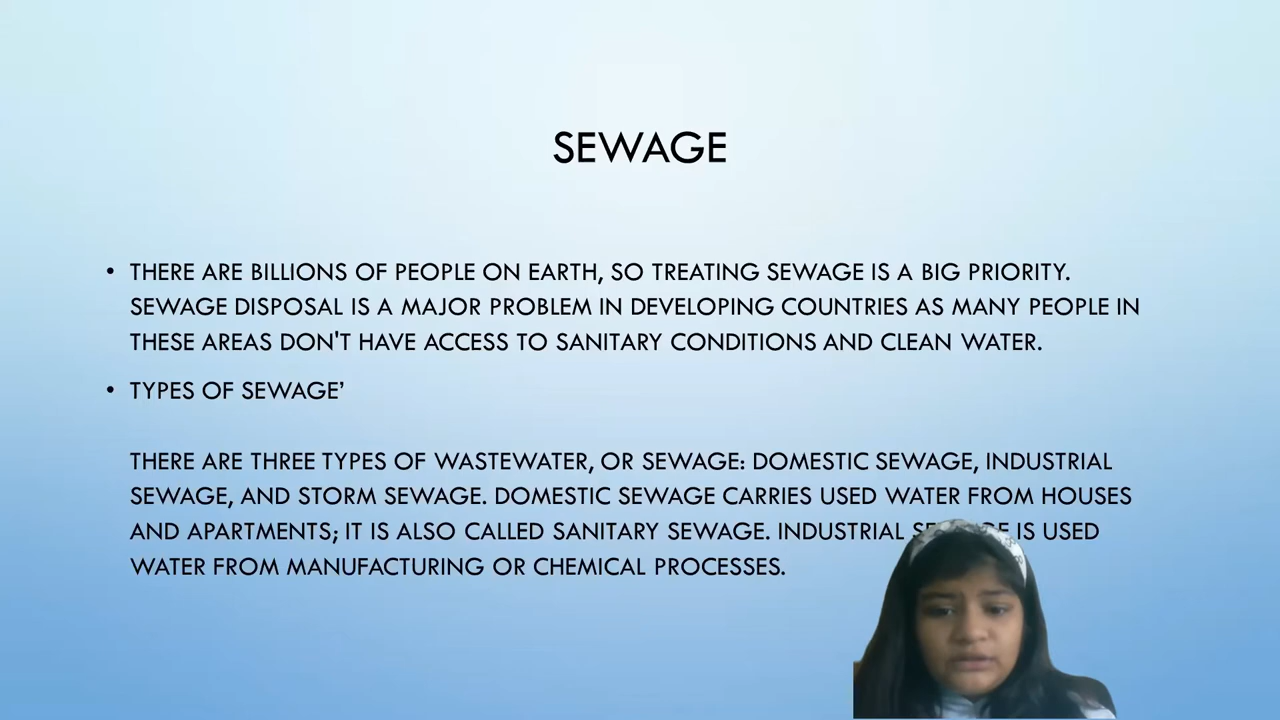 SEWAGE
• THERE ARE BILLIONS OF PEOPLE ON EARTH, SO TREATING SEWAGE IS A BIG PRIORITY.
SEWAGE DISPOSAL IS A MAJOR PROBLEM IN DEVELOPING COUNTRIES AS MANY PEOPLE IN
THESE AREAS DON'T HAVE ACCESS TO SANITARY CONDITIONS AND CLEAN WATER.
• TYPES OF SEWAGE’
THERE ARE THREE TYPES OF WASTEWATER, OR SEWAGE: DOMESTIC SEWAGE, INDUSTRIAL
SEWAGE, AND STORM SEWAGE. DOMESTIC SEWAGE CARRIES USED WATER FROM HOUSES
AND APARTMENTS; IT IS ALSO CALLED SANITARY SEWAGE. INDUSTRIAL IS USED
WATER FROM MANUFACTURING OR CHEMICAL PROCESSES.